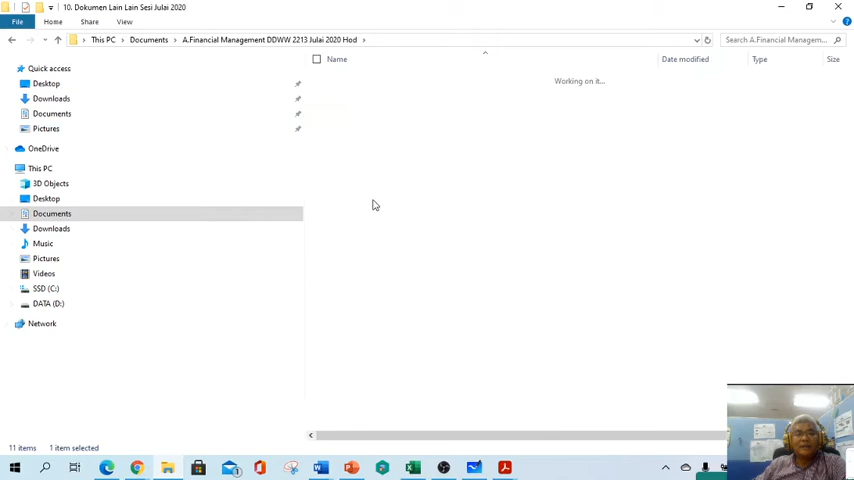 10. Dokumen Lain Lain Sesi Julai 2020
File Home Share View
This PC Documents A.Financial Management DDWW 2213 Julai 2020 Hod
Search A.Financial Managem...
Name Date modified Type Size
Working on it...
Quick access
Desktop
Downloads
Documents
Pictures
OneDrive
This PC
3D Objects
Desktop
Documents
Downloads
Music
Pictures
Videos
SSD (C:)
DATA (D:)
Network
11 items 1 item selected